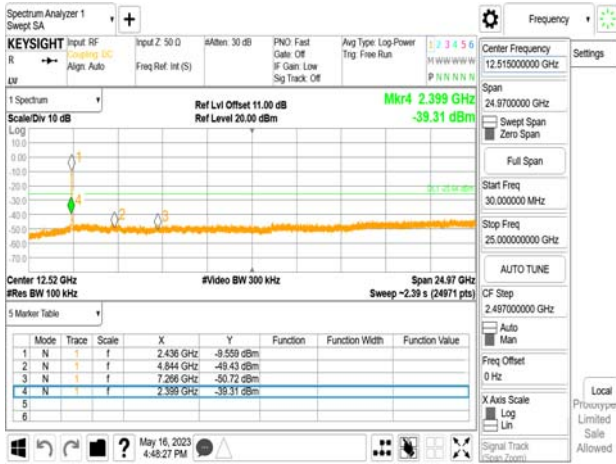 Spectrum Analyzer 1
Swept SA
+
Frequency
KEYSIGHT
R
Input: RF
Coupling: DC
Align: Auto
Input Z: 50 Ω
Freq Ref: Int (S)
#Atten: 30 dB
PNO: Fast
Gate: Off
IF Gain: Low
Sig Track: Off
Avg Type: Log-Power
Trig: Free Run
1 2 3 4 5 6
M W W W W W
P N N N N N
1 Spectrum
Scale/Div 10 dB
Ref Lvl Offset 11.00 dB
Ref Level 20.00 dBm
Mkr4 2.399 GHz
-39.31 dBm
Log
10.0
0.00
-10.0
-20.0
-30.0
-40.0
-50.0
-60.0
-70.0
1
4
2
3
Center 12.52 GHz
#Video BW 300 kHz
Span 24.97 GHz
#Res BW 100 kHz
Sweep ~2.39 s (24971 pts)
5 Marker Table
Mode Trace Scale X Y Function Function Width Function Value
1 N 1 f 2.436 GHz -9.559 dBm
2 N 1 f 4.844 GHz -49.43 dBm
3 N 1 f 7.266 GHz -50.72 dBm
4 N 1 f 2.399 GHz -39.31 dBm
5
6
?
May 16, 2023
4:48:27 PM
Center Frequency
12.515000000 GHz
Settings
Span
24.9700000 GHz
Swept Span
Zero Span
Full Span
Start Freq
30.000000 MHz
Stop Freq
25.000000000 GHz
AUTO TUNE
CF Step
2.497000000 GHz
Auto
Man
Freq Offset
0 Hz
X Axis Scale
Log
Lin
Signal Track
(Span Zoom)
Local
Prototype
Limited
Sale
Allowed